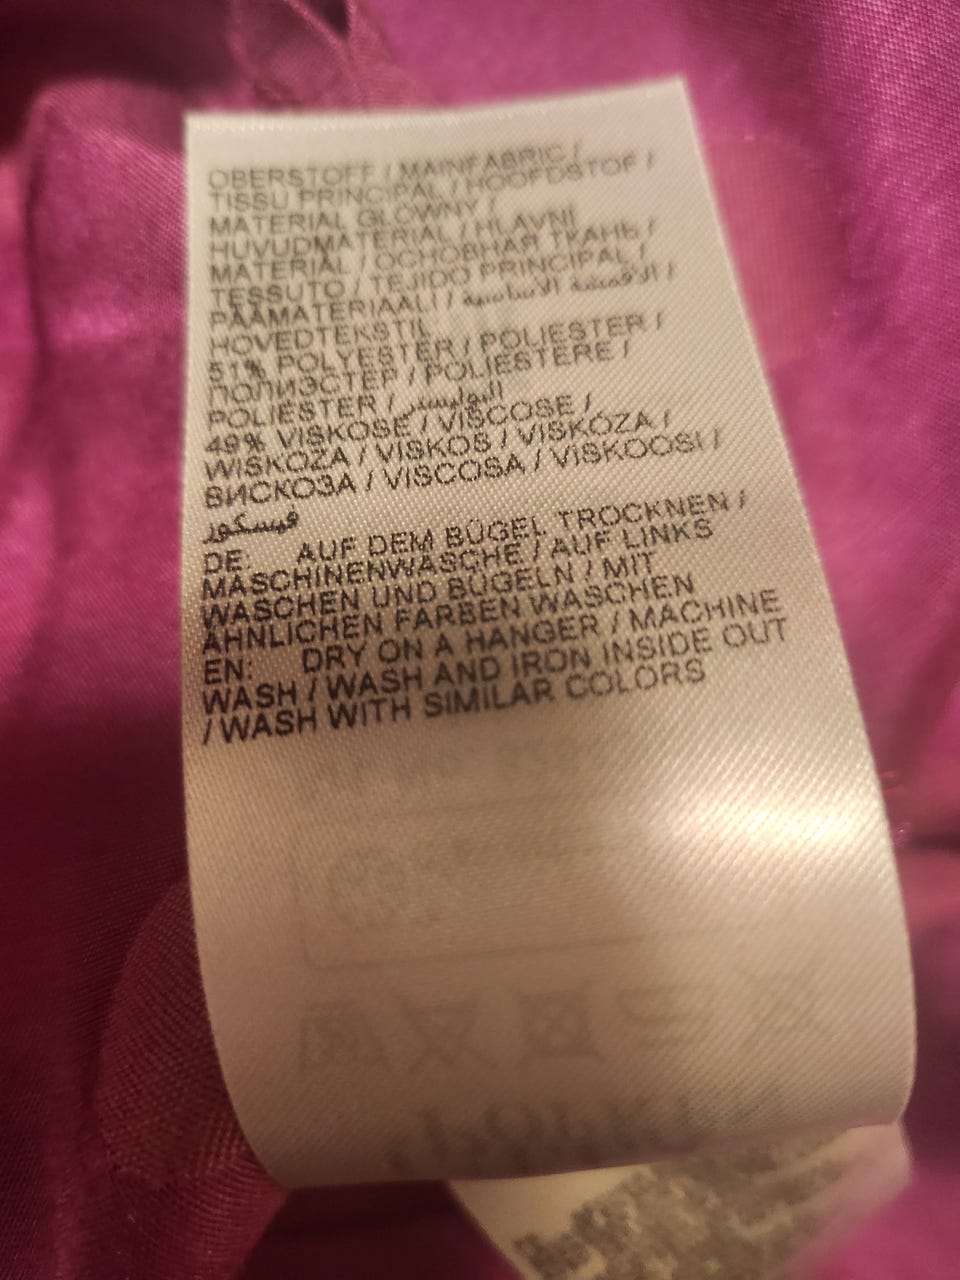 OBERSTOFF / MAINFABRIC /
TISSU PRINCIPAL / HOOFDSTOF /
MATERIAL GLOWNY /
HUVUDMATERIAL / HLAVNI
MATERIAL / ОСНОВНАЯ ТКАНЬ /
TESSUTO / TEJIDO PRINCIPAL /
PÄÄMATERIAALI / الأقمشة الأساسية /
HOVEDTEKSTIL
51% POLYESTER / POLIESTER /
ПОЛИЭСТЕР / POLIESTERE /
POLIÉSTER / البوليستر
49% VISKOSE / VISCOSE /
WISKOZA / VISKOS / VISKÓZA /
ВИСКОЗА / VISCOSA / VISKOOSI /
فيسكوز
DE: AUF DEM BÜGEL TROCKNEN /
MASCHINENWÄSCHE / AUF LINKS
WASCHEN UND BÜGELN / MIT
ÄHNLICHEN FARBEN WASCHEN
EN: DRY ON A HANGER / MACHINE
WASH / WASH AND IRON INSIDE OUT
/ WASH WITH SIMILAR COLORS